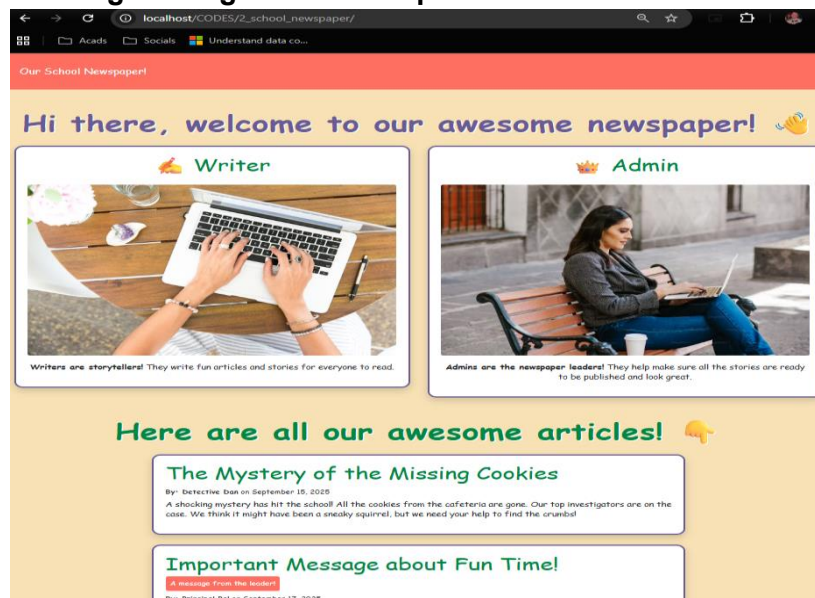 localhost/CODES/2_school_newspaper/
Acads
Socials
Understand data co...
Our School Newspaper!
Hi there, welcome to our awesome newspaper! 👋
✍️ Writer
Writers are storytellers! They write fun articles and stories for everyone to read.
👑 Admin
Admins are the newspaper leaders! They help make sure all the stories are ready
to be published and look great.
Here are all our awesome articles! 👇
The Mystery of the Missing Cookies
By: Detective Dan on September 15, 2025
A shocking mystery has hit the school! All the cookies from the cafeteria are gone. Our top investigators are on the
case. We think it might have been a sneaky squirrel, but we need your help to find the crumbs!
Important Message about Fun Time!
A message from the leader!